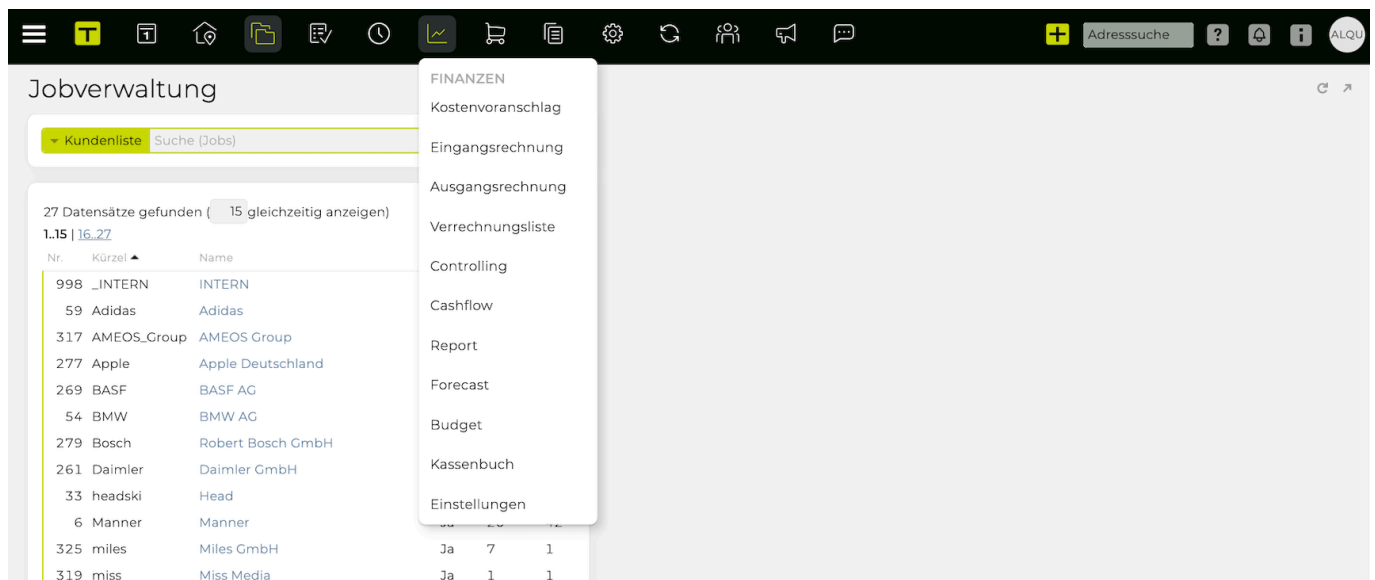 T 1 Adresssuche ? i ALQU
Jobverwaltung
Kundenliste Suche (Jobs)
27 Datensätze gefunden ( 15 gleichzeitig anzeigen)
1..15 | 16..27
Nr. Kürzel Name
998 _INTERN INTERN
59 Adidas Adidas
317 AMEOS_Group AMEOS Group
277 Apple Apple Deutschland
269 BASF BASF AG
54 BMW BMW AG
279 Bosch Robert Bosch GmbH
261 Daimler Daimler GmbH
33 headski Head
6 Manner Manner
325 miles Miles GmbH Ja 7 1
319 miss Miss Media Ja 1 1
FINANZEN
Kostenvoranschlag
Eingangsrechnung
Ausgangsrechnung
Verrechnungsliste
Controlling
Cashflow
Report
Forecast
Budget
Kassenbuch
Einstellungen